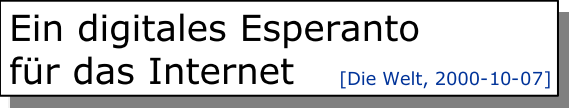 Ein digitales Esperanto
für das Internet [Die Welt, 2000-10-07]